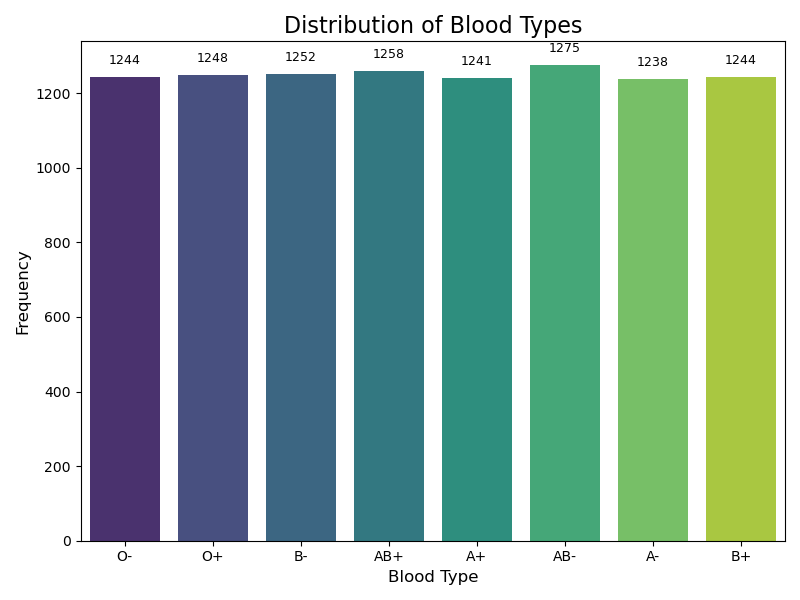 Distribution of Blood Types
1244
1248
1252
1258
1241
1275
1238
1244
1200
1000
800
600
400
200
0
Frequency
O-
O+
B-
AB+
A+
AB-
A-
B+
Blood Type